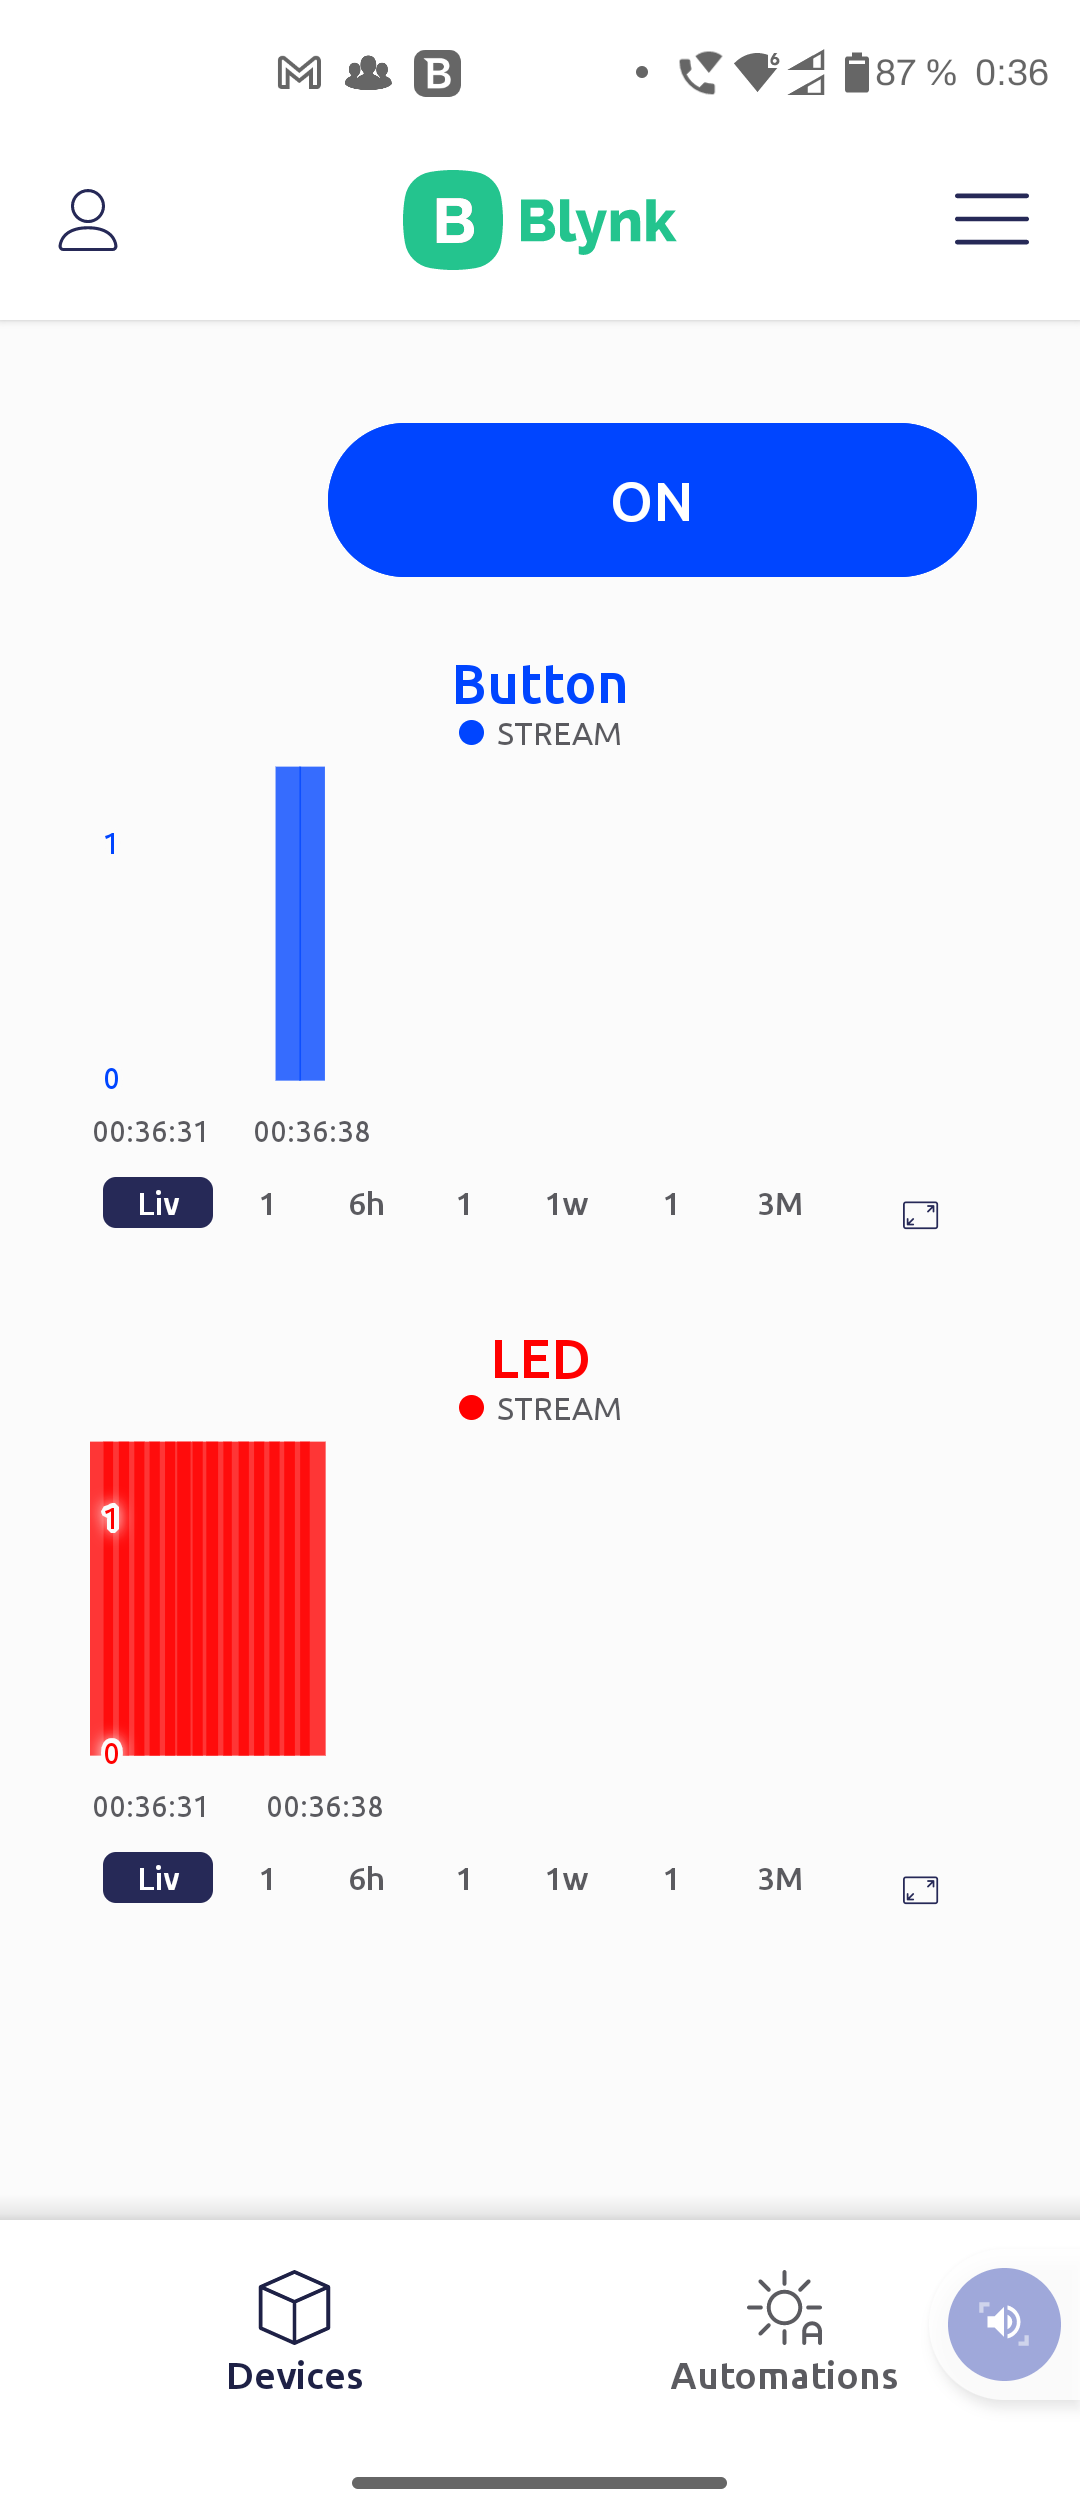 87 % 0:36
B Blynk
ON
Button
STREAM
1
0
00:36:31 00:36:38
Liv 1 6h 1 1w 1 3M
LED
STREAM
1
0
00:36:31 00:36:38
Liv 1 6h 1 1w 1 3M
Devices Automations